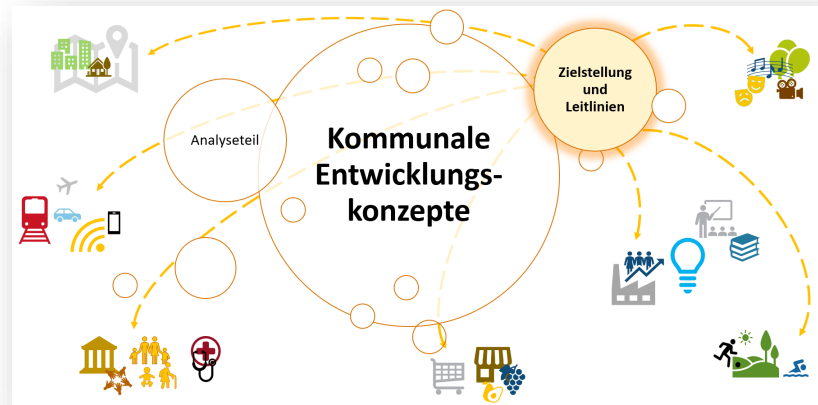 Zielstellung
und
Leitlinien
Analyseteil
Kommunale
Entwicklungs-
konzepte